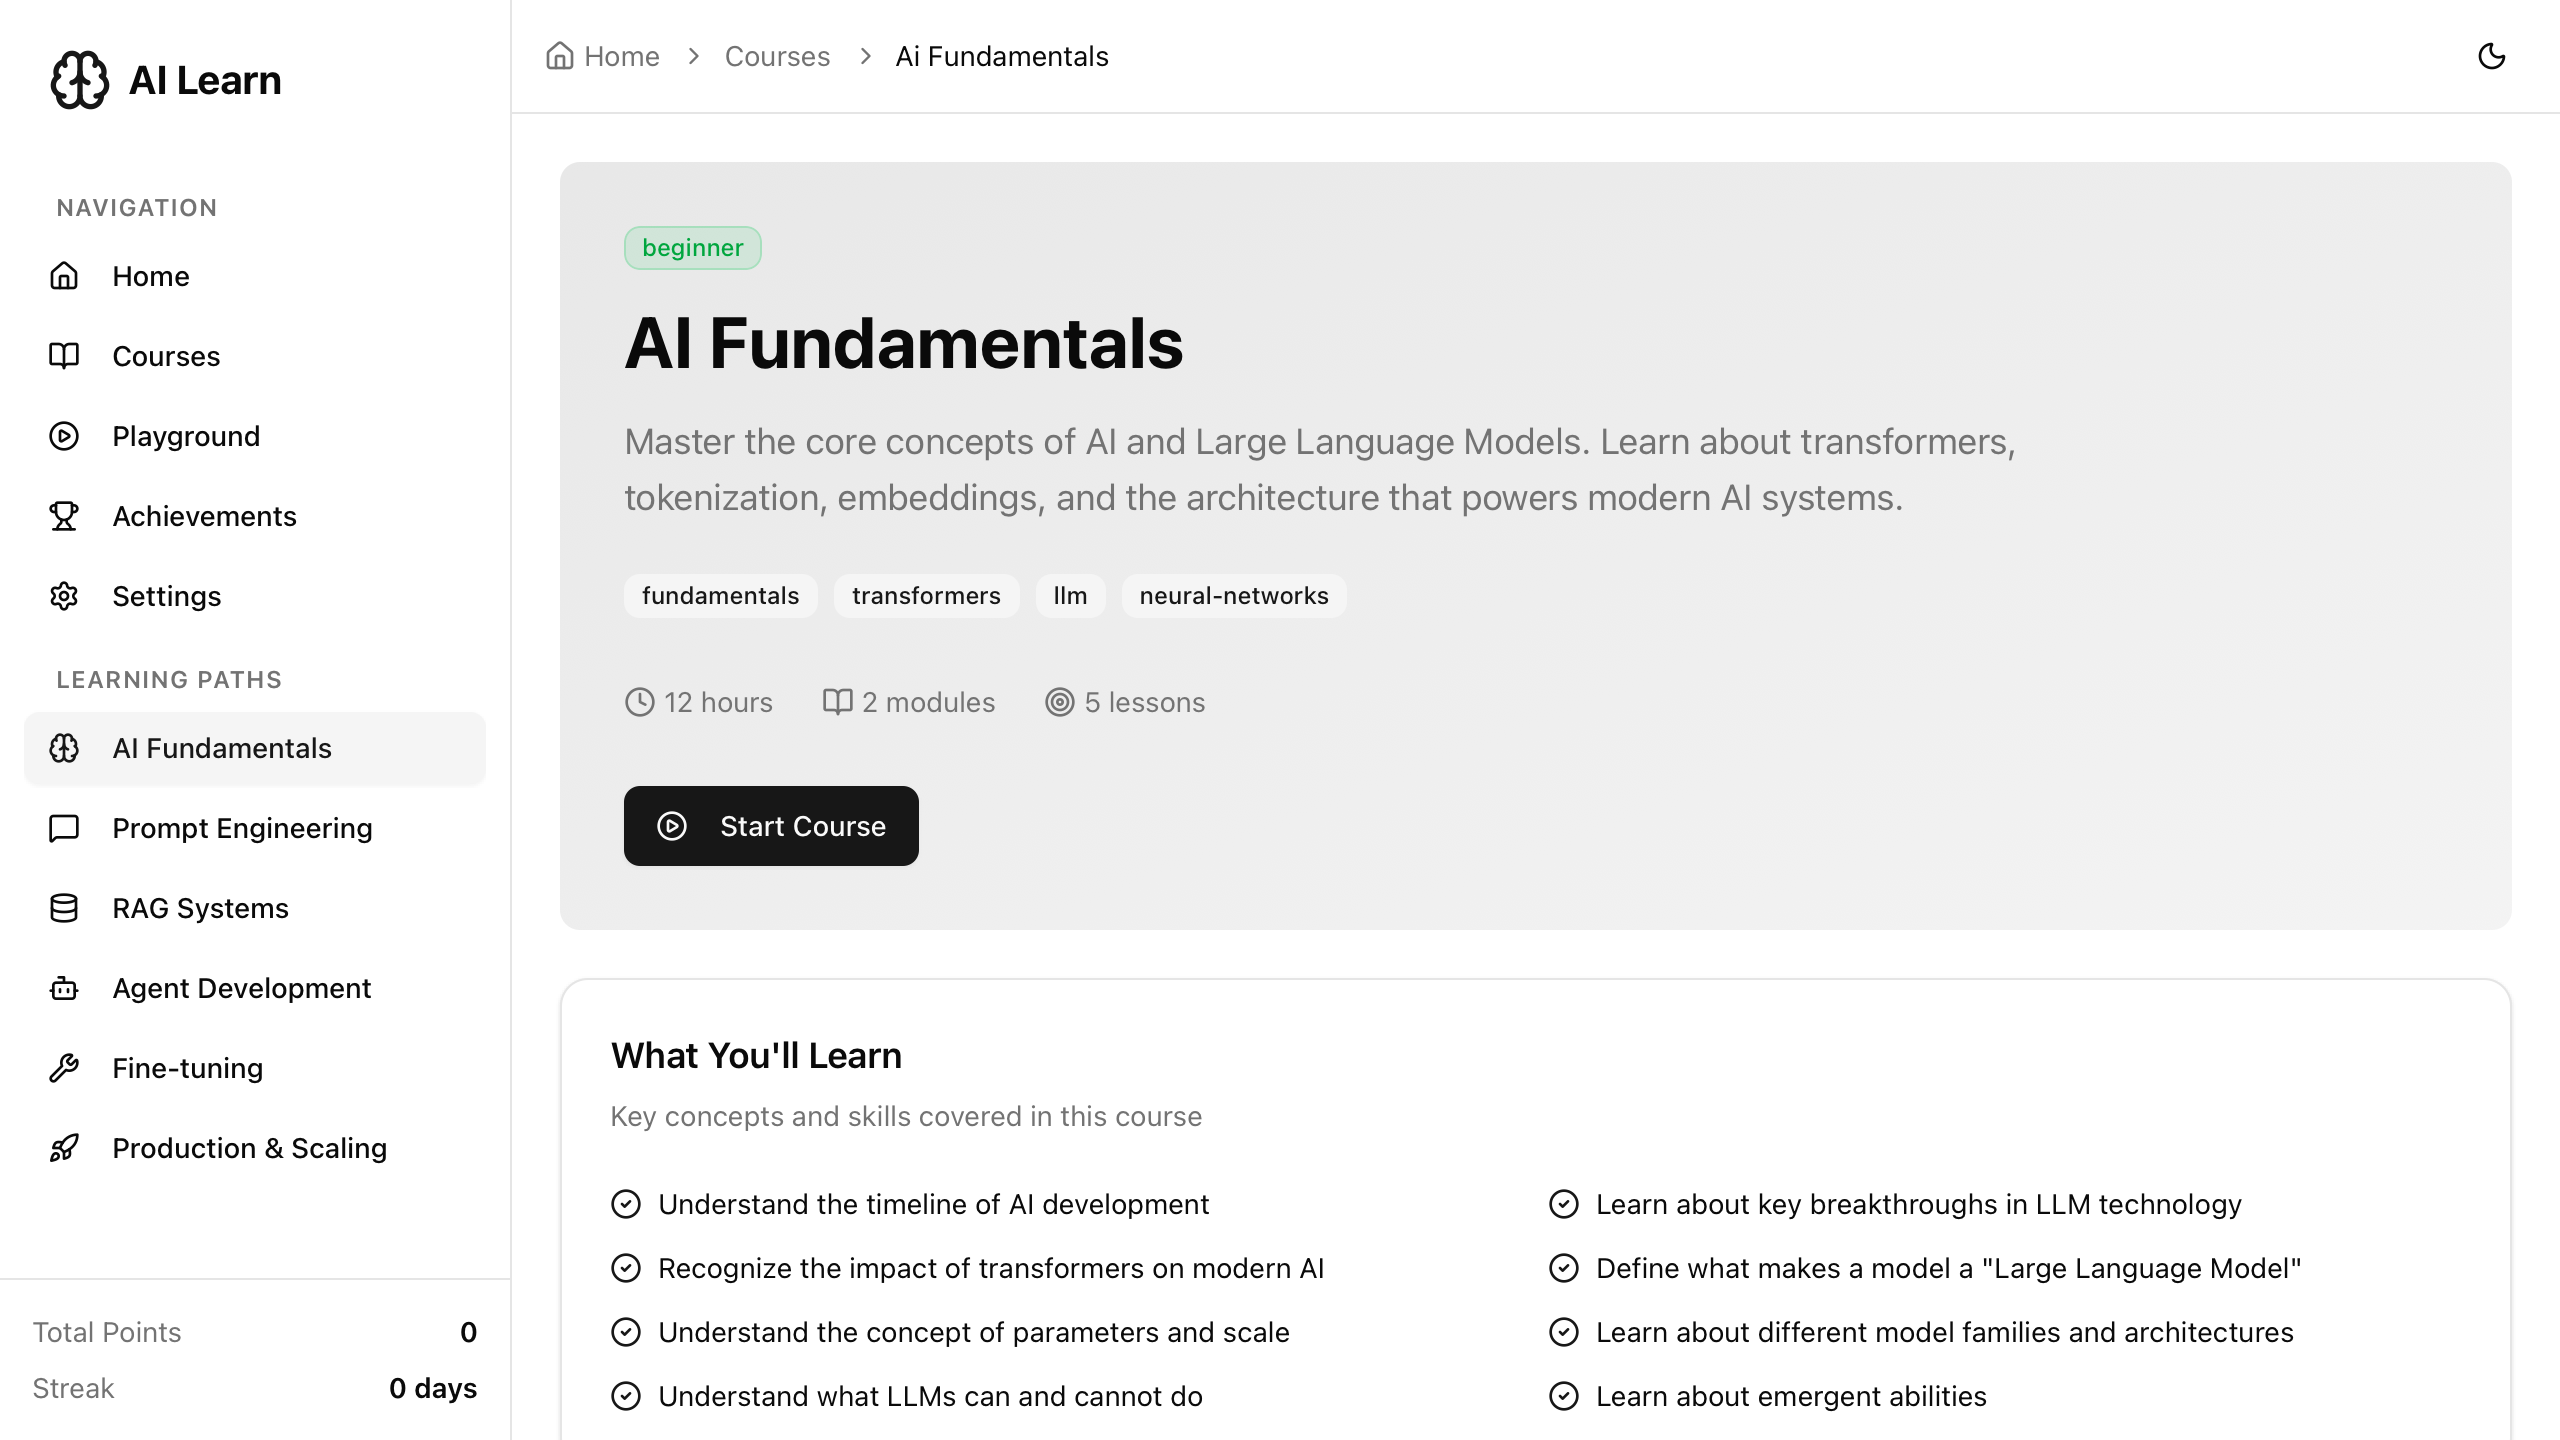 AI Learn
NAVIGATION
Home
Courses
Playground
Achievements
Settings
LEARNING PATHS
AI Fundamentals
Prompt Engineering
RAG Systems
Agent Development
Fine-tuning
Production & Scaling
Total Points 0
Streak 0 days
Home > Courses > Ai Fundamentals
beginner
AI Fundamentals
Master the core concepts of AI and Large Language Models. Learn about transformers,
tokenization, embeddings, and the architecture that powers modern AI systems.
fundamentals transformers llm neural-networks
12 hours 2 modules 5 lessons
Start Course
What You'll Learn
Key concepts and skills covered in this course
Understand the timeline of AI development
Learn about key breakthroughs in LLM technology
Recognize the impact of transformers on modern AI
Define what makes a model a "Large Language Model"
Understand the concept of parameters and scale
Learn about different model families and architectures
Understand what LLMs can and cannot do
Learn about emergent abilities